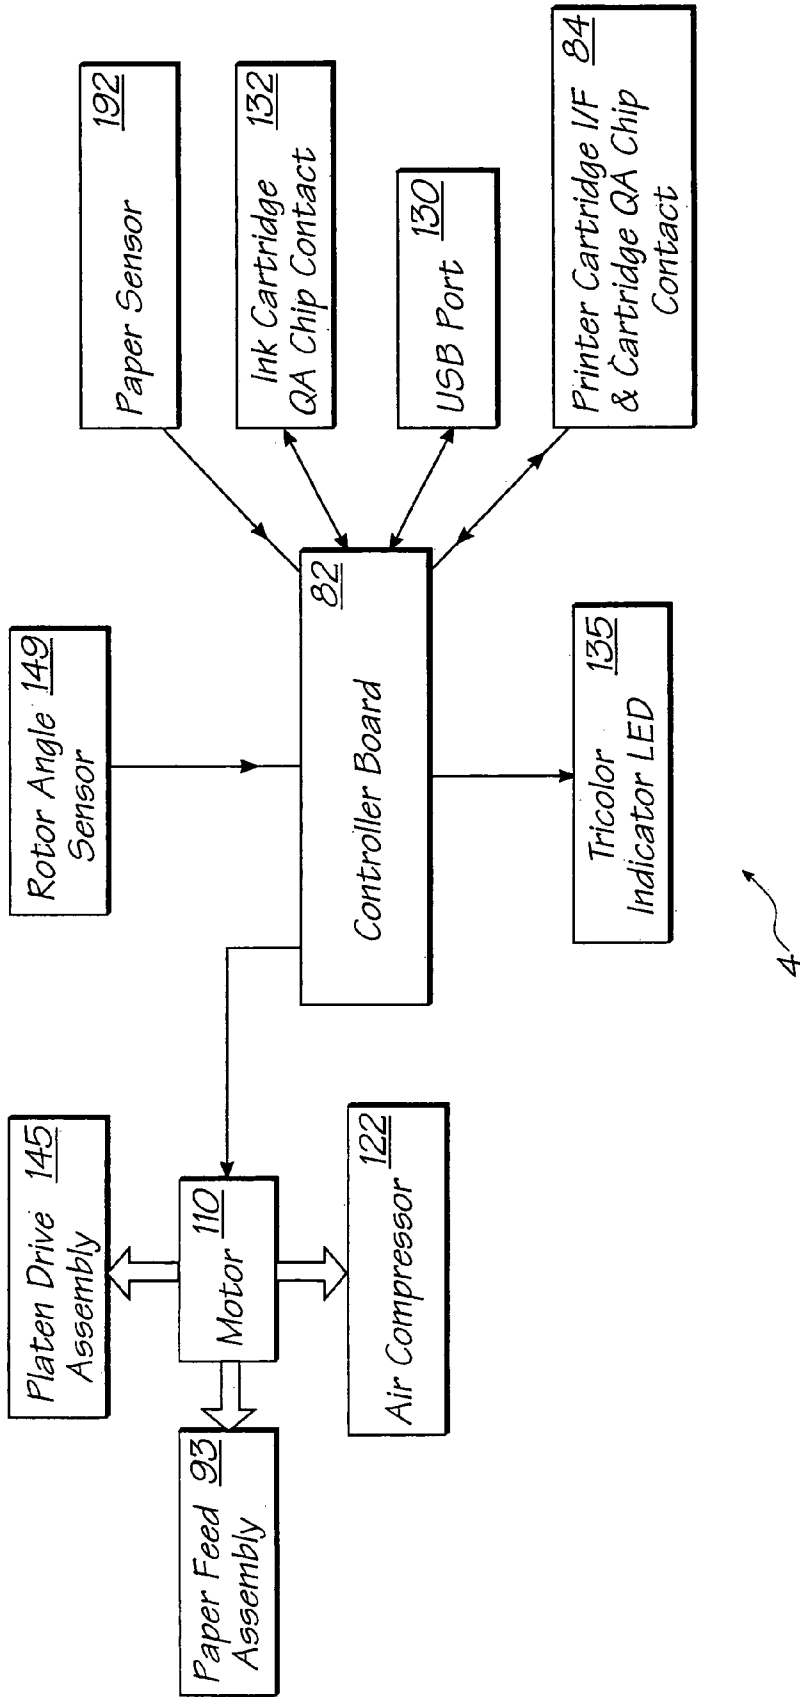 Platen Drive 145
Assembly
Rotor Angle 149
Sensor
Paper Sensor 192
Paper Feed 93
Assembly
Motor 110
Ink Cartridge 132
QA Chip Contact
Controller Board 82
Air Compressor 122
USB Port 130
Tricolor 135
Indicator LED
Printer Cartridge I/F 84
& Cartridge QA Chip
Contact
4